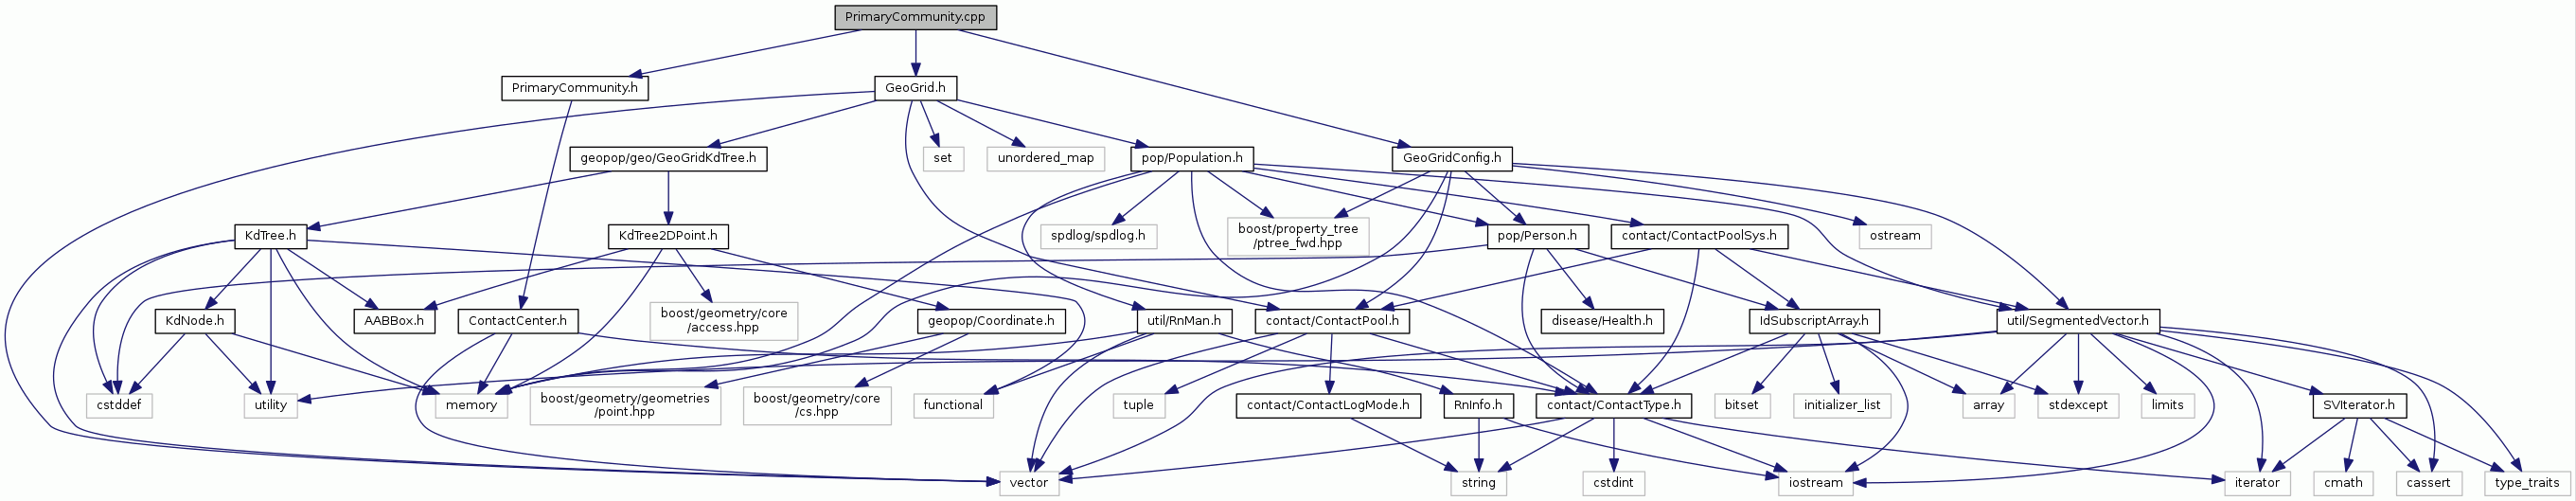 PrimaryCommunity.cpp
PrimaryCommunity.h
GeoGrid.h
geopop/geo/GeoGridKdTree.h
set
unordered_map
pop/Population.h
GeoGridConfig.h
KdTree.h
KdTree2DPoint.h
spdlog/spdlog.h
boost/property_tree
/ptree_fwd.hpp
pop/Person.h
contact/ContactPoolSys.h
ostream
KdNode.h
AABBox.h
ContactCenter.h
boost/geometry/core
/access.hpp
geopop/Coordinate.h
util/RnMan.h
contact/ContactPool.h
disease/Health.h
IdSubscriptArray.h
util/SegmentedVector.h
cstddef
utility
memory
boost/geometry/geometries
/point.hpp
boost/geometry/core
/cs.hpp
functional
tuple
contact/ContactLogMode.h
RnInfo.h
contact/ContactType.h
bitset
initializer_list
array
stdexcept
limits
SVIterator.h
vector
string
cstdint
iostream
iterator
cmath
cassert
type_traits